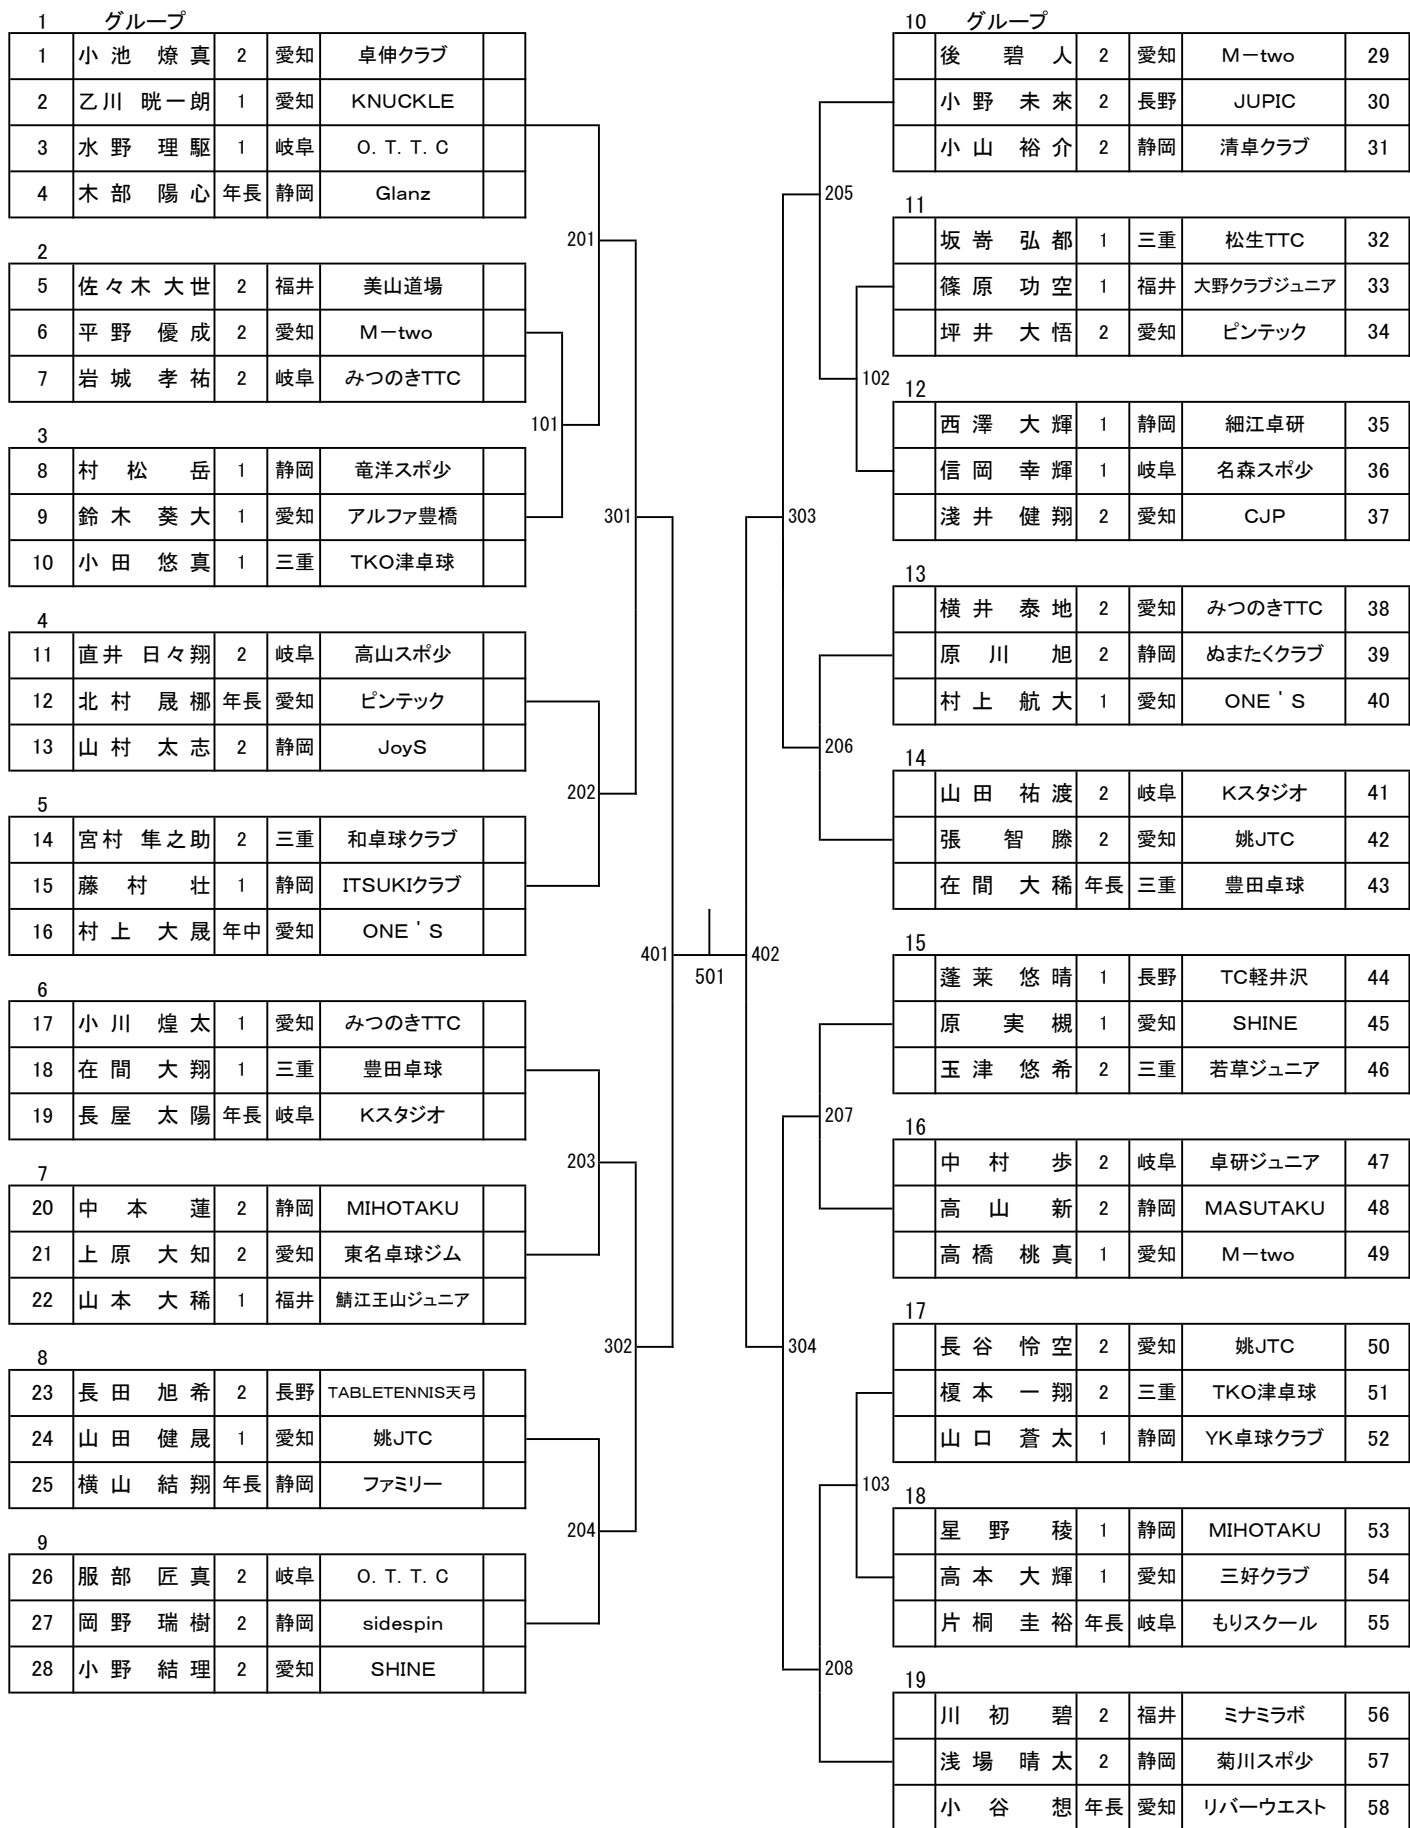 1 グループ
1 小池 燎真 2 愛知 卓伸クラブ
2 乙川 晄一朗 1 愛知 KNUCKLE
3 水野 理駆 1 岐阜 O.T.T.C
4 木部 陽心 年長 静岡 Glanz
201
2
5 佐々木 大世 2 福井 美山道場
6 平野 優成 2 愛知 M－two
7 岩城 孝祐 2 岐阜 みつのきTTC
101
3
8 村松 岳 1 静岡 竜洋スポ少
9 鈴木 葵大 1 愛知 アルファ豊橋
10 小田 悠真 1 三重 TKO津卓球
301
4
11 直井 日々翔 2 岐阜 高山スポ少
12 北村 晟梛 年長 愛知 ピンテック
13 山村 太志 2 静岡 JoyS
202
5
14 宮村 隼之助 2 三重 和卓球クラブ
15 藤村 壮 1 静岡 ITSUKIクラブ
16 村上 大晟 年中 愛知 ONE'S
401
501
6
17 小川 煌太 1 愛知 みつのきTTC
18 在間 大翔 1 三重 豊田卓球
19 長屋 太陽 年長 岐阜 Kスタジオ
203
7
20 中本 蓮 2 静岡 MIHOTAKU
21 上原 大知 2 愛知 東名卓球ジム
22 山本 大稀 1 福井 鯖江王山ジュニア
302
8
23 長田 旭希 2 長野 TABLETENNIS天弓
24 山田 健晟 1 愛知 姚JTC
25 横山 結翔 年長 静岡 ファミリー
204
9
26 服部 匠真 2 岐阜 O.T.T.C
27 岡野 瑞樹 2 静岡 sidespin
28 小野 結理 2 愛知 SHINE
10 グループ
後 碧人 2 愛知 M－two 29
小野 未來 2 長野 JUPIC 30
小山 裕介 2 静岡 清卓クラブ 31
205
11
坂嵜 弘都 1 三重 松生TTC 32
篠原 功空 1 福井 大野クラブジュニア 33
坪井 大悟 2 愛知 ピンテック 34
102
12
西澤 大輝 1 静岡 細江卓研 35
信岡 幸輝 1 岐阜 名森スポ少 36
淺井 健翔 2 愛知 CJP 37
303
13
横井 泰地 2 愛知 みつのきTTC 38
原川 旭 2 静岡 ぬまたくクラブ 39
村上 航大 1 愛知 ONE'S 40
206
14
山田 祐渡 2 岐阜 Kスタジオ 41
張 智勝 2 愛知 姚JTC 42
在間 大稀 年長 三重 豊田卓球 43
402
15
蓬莱 悠晴 1 長野 TC軽井沢 44
原 実槻 1 愛知 SHINE 45
玉津 悠希 2 三重 若草ジュニア 46
207
16
中村 歩 2 岐阜 卓研ジュニア 47
高山 新 2 静岡 MASUTAKU 48
高橋 桃真 1 愛知 M－two 49
304
17
長谷 怜空 2 愛知 姚JTC 50
榎本 一翔 2 三重 TKO津卓球 51
山口 蒼太 1 静岡 YK卓球クラブ 52
103
18
星野 稜 1 静岡 MIHOTAKU 53
高本 大輝 1 愛知 三好クラブ 54
片桐 圭裕 年長 岐阜 もりスクール 55
208
19
川初 碧 2 福井 ミナミラボ 56
浅場 晴太 2 静岡 菊川スポ少 57
小谷 想 年長 愛知 リバーウエスト 58